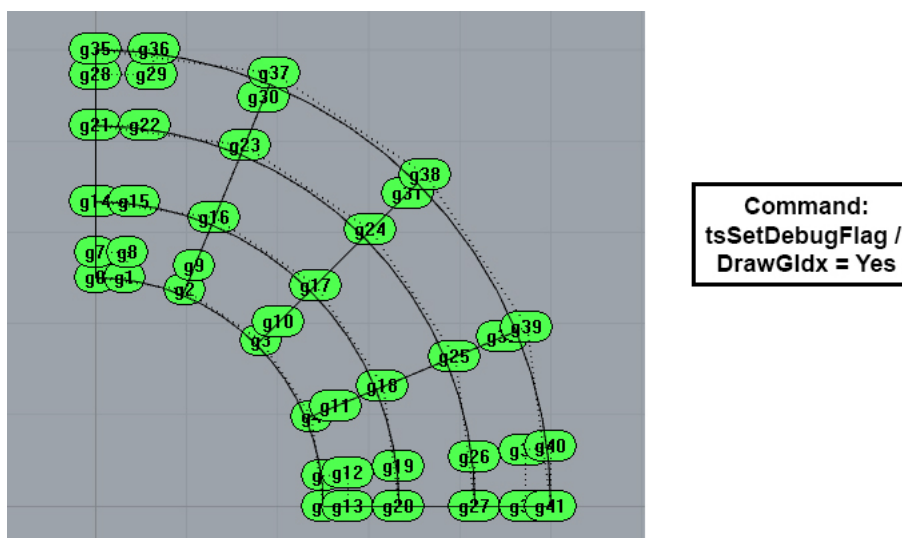 g35 g36
g37
g28 g29
g30
g21 g22
g23
g38
g31
g14 g15
g16
g24
g7 g8
g9
g0 g1
g2
g17
g10
g3
g39
g25
g18
g11
g26
g40
g12 g19
g13 g20 g27 g41
Command:
tsSetDebugFlag /
DrawGIdx = Yes